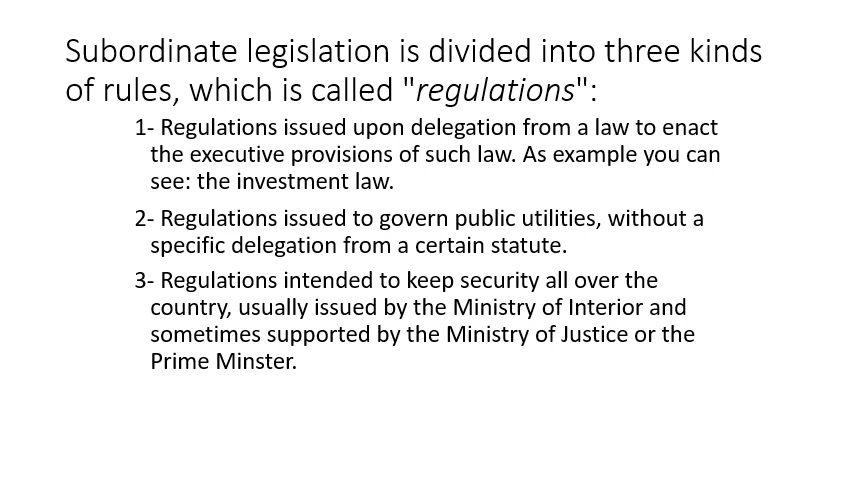 Subordinate legislation is divided into three kinds
of rules, which is called "regulations":
1- Regulations issued upon delegation from a law to enact
the executive provisions of such law. As example you can
see: the investment law.
2- Regulations issued to govern public utilities, without a
specific delegation from a certain statute.
3- Regulations intended to keep security all over the
country, usually issued by the Ministry of Interior and
sometimes supported by the Ministry of Justice or the
Prime Minster.